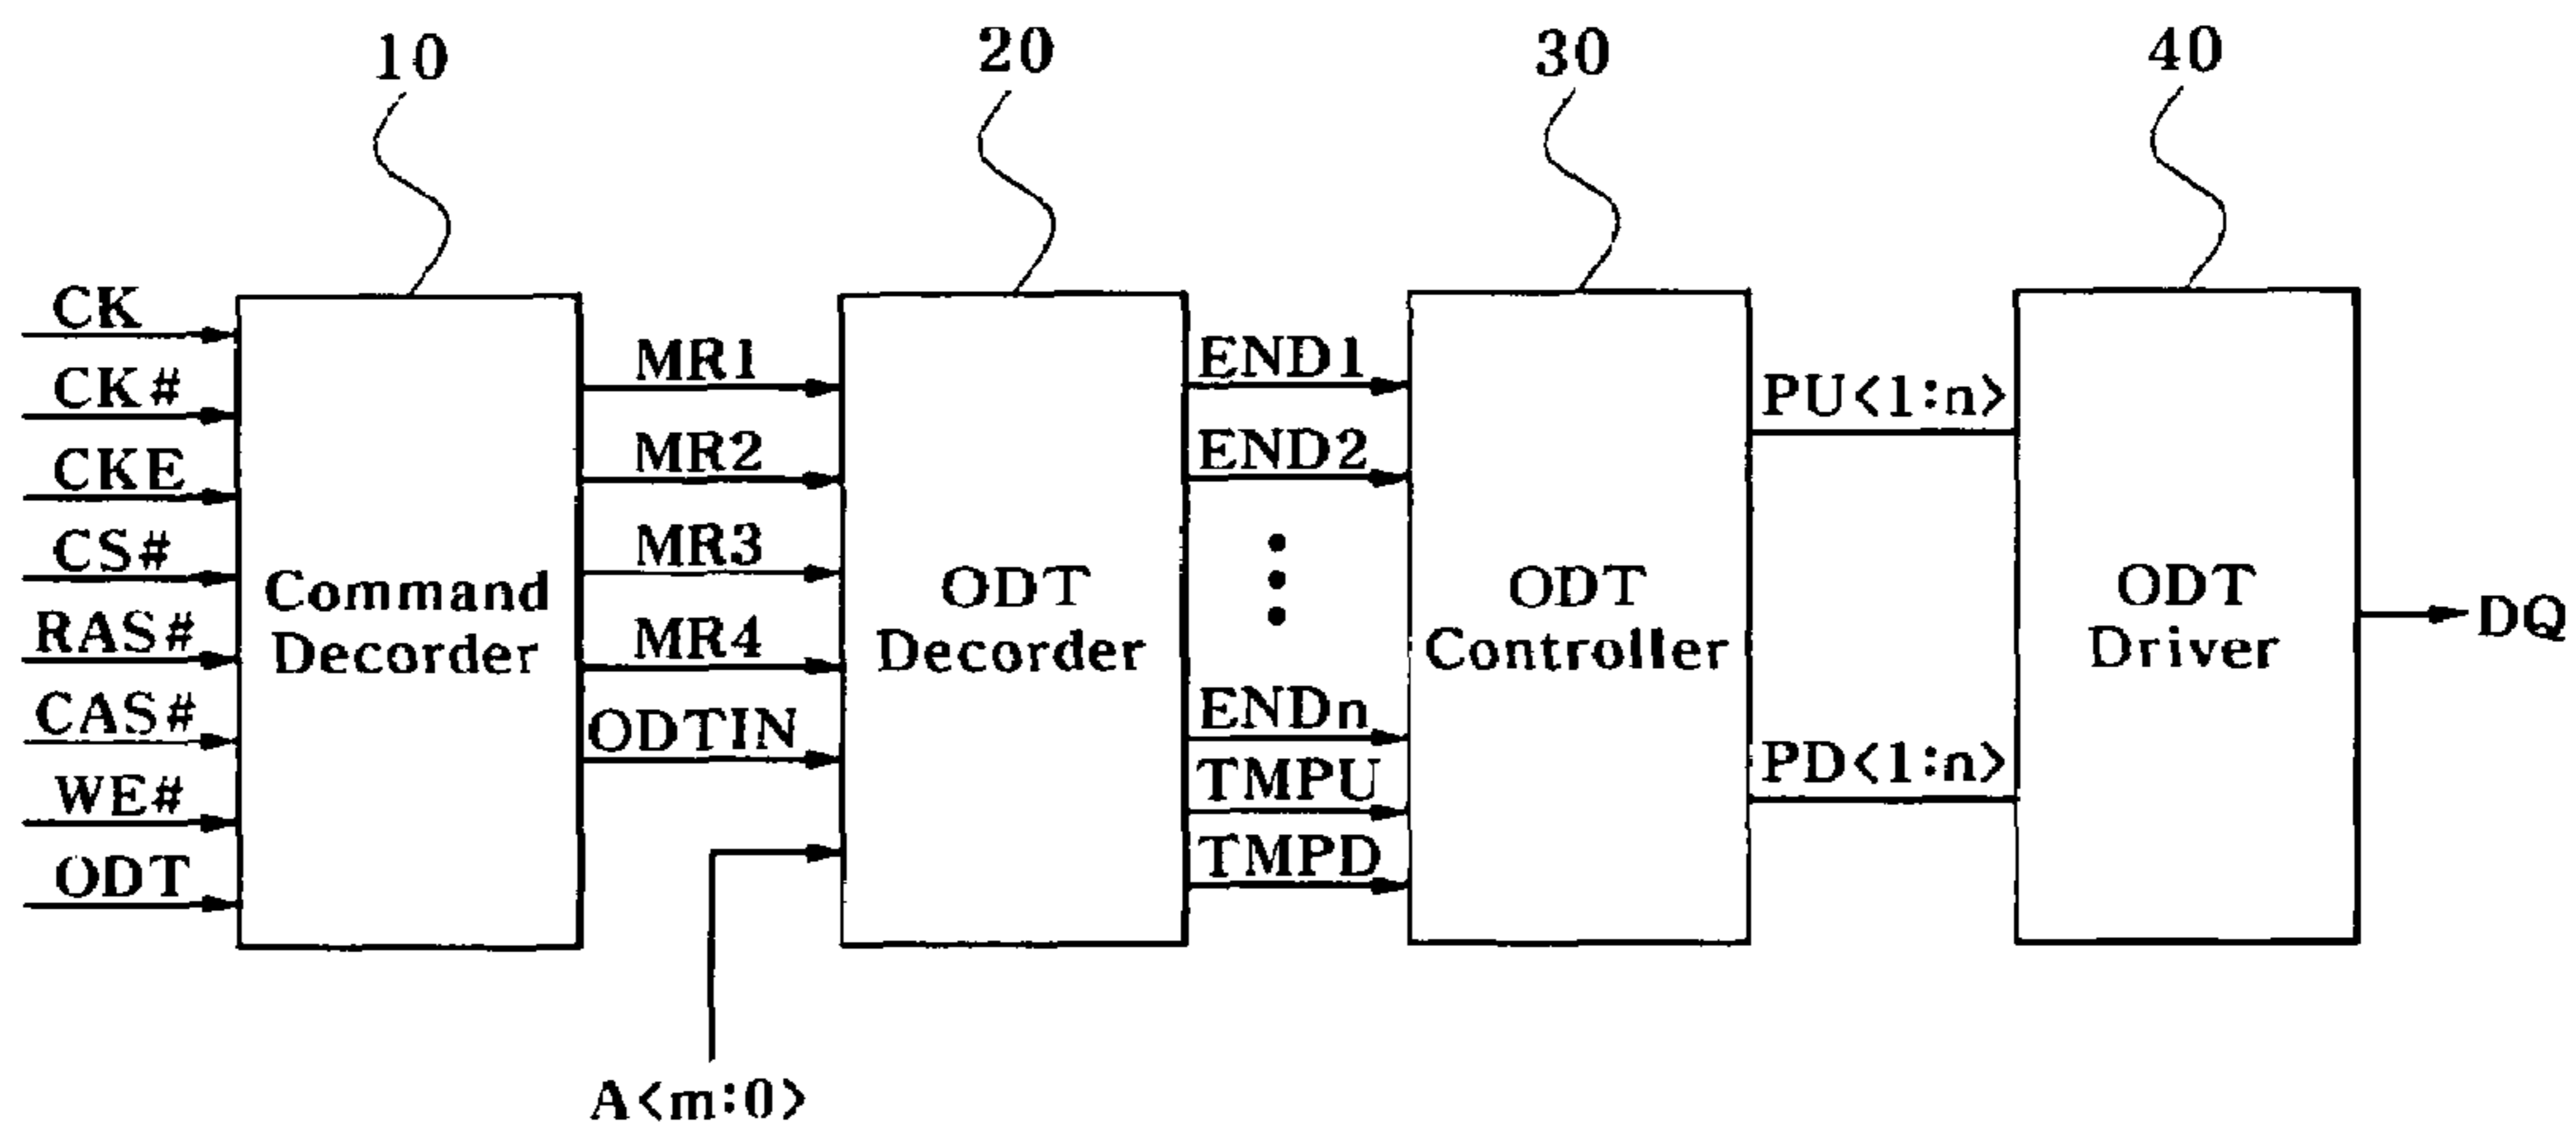 10
20
30
40
CK
CK#
CKE
CS#
RAS#
CAS#
WE#
ODT
Command
Decorder
MR1
MR2
MR3
MR4
ODTIN
A<m:0>
ODT
Decorder
END1
END2
ENDn
TMPU
TMPD
ODT
Controller
PU<1:n>
PD<1:n>
ODT
Driver
DQ